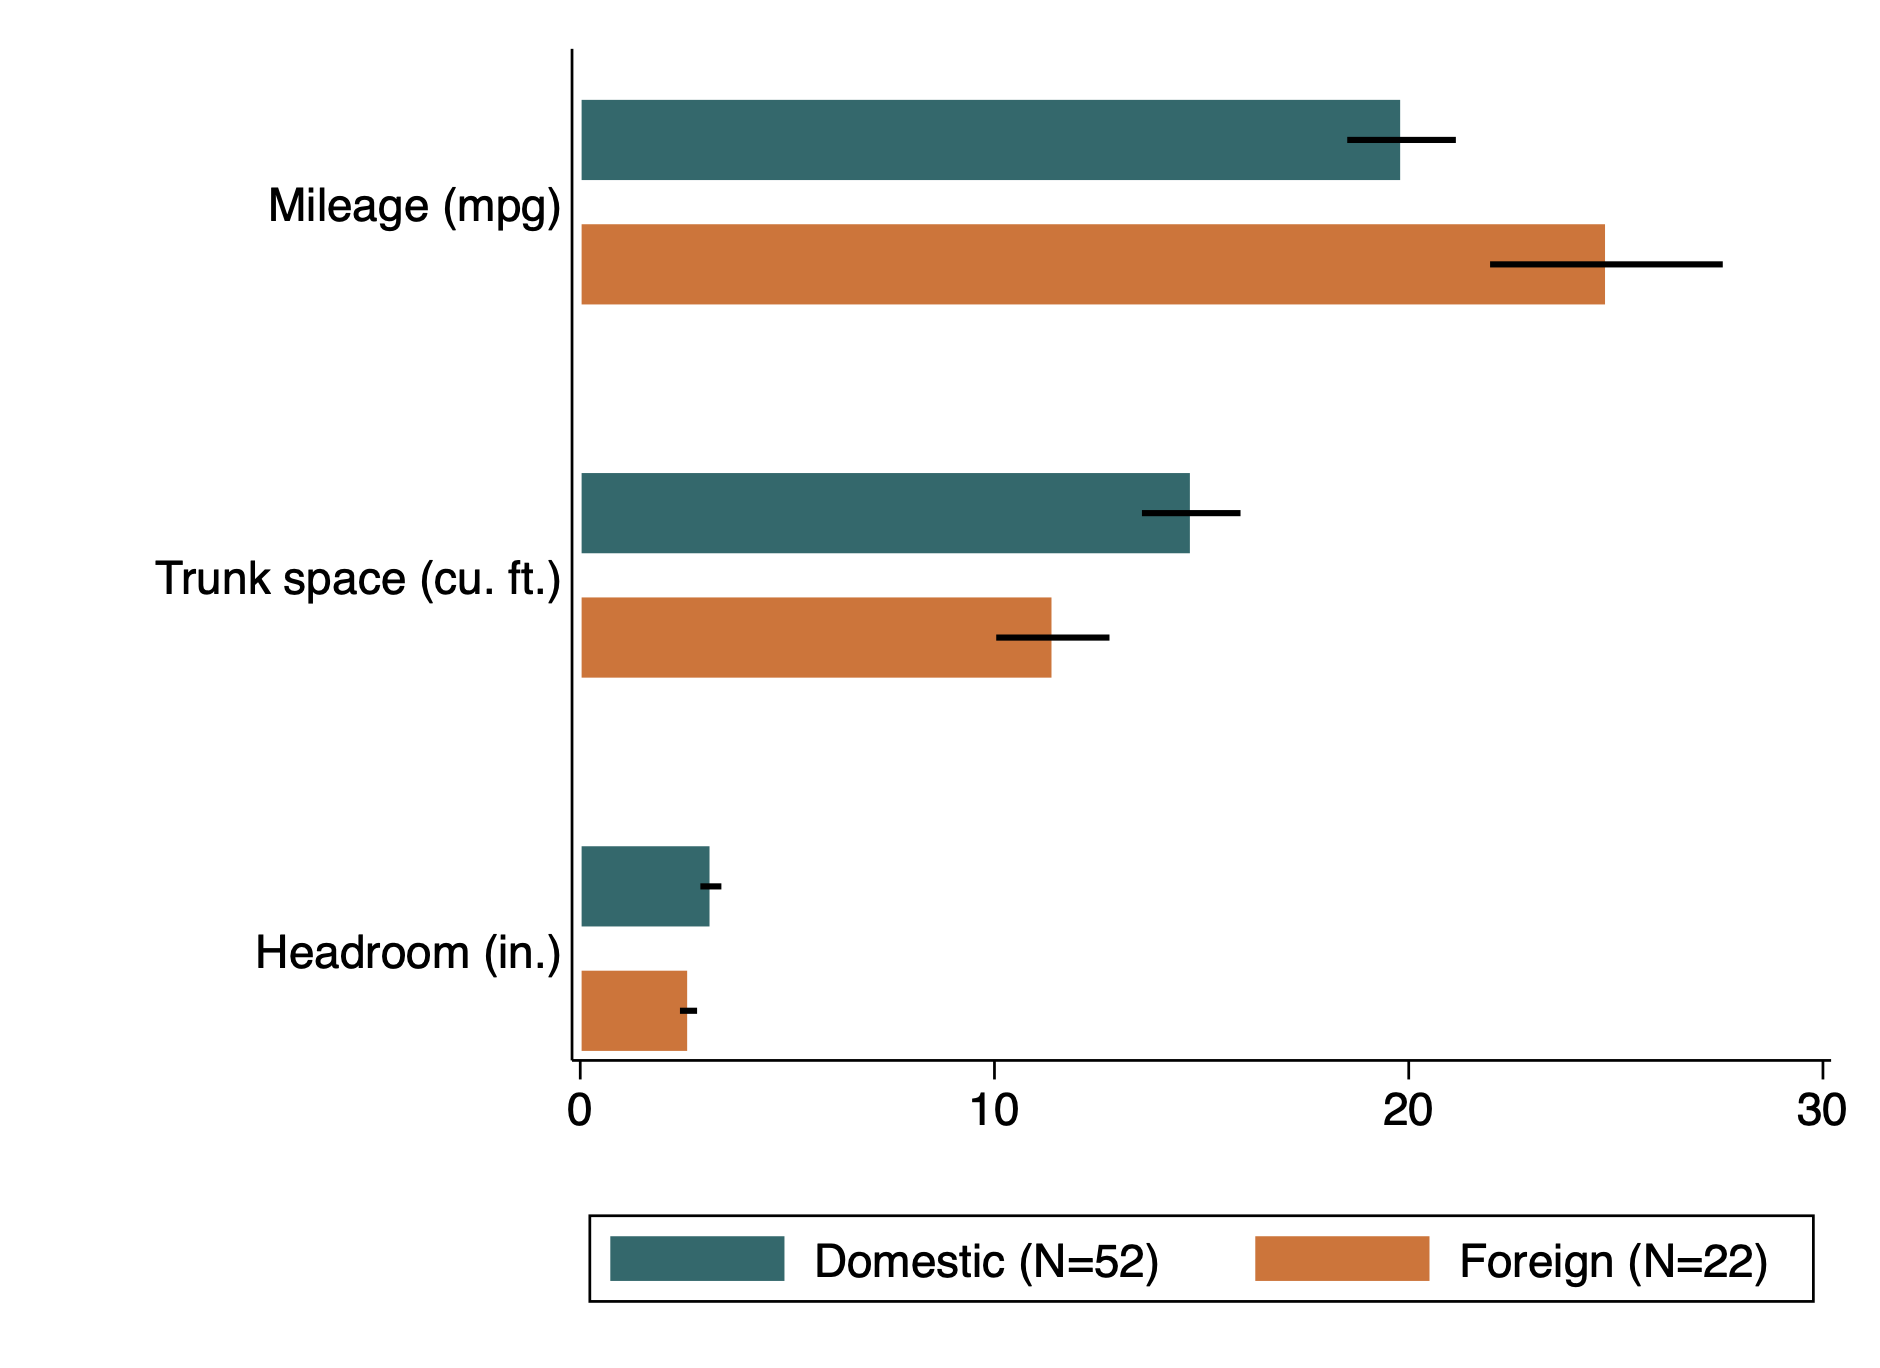 Mileage (mpg)
Trunk space (cu. ft.)
Headroom (in.)
0 10 20 30
Domestic (N=52) Foreign (N=22)